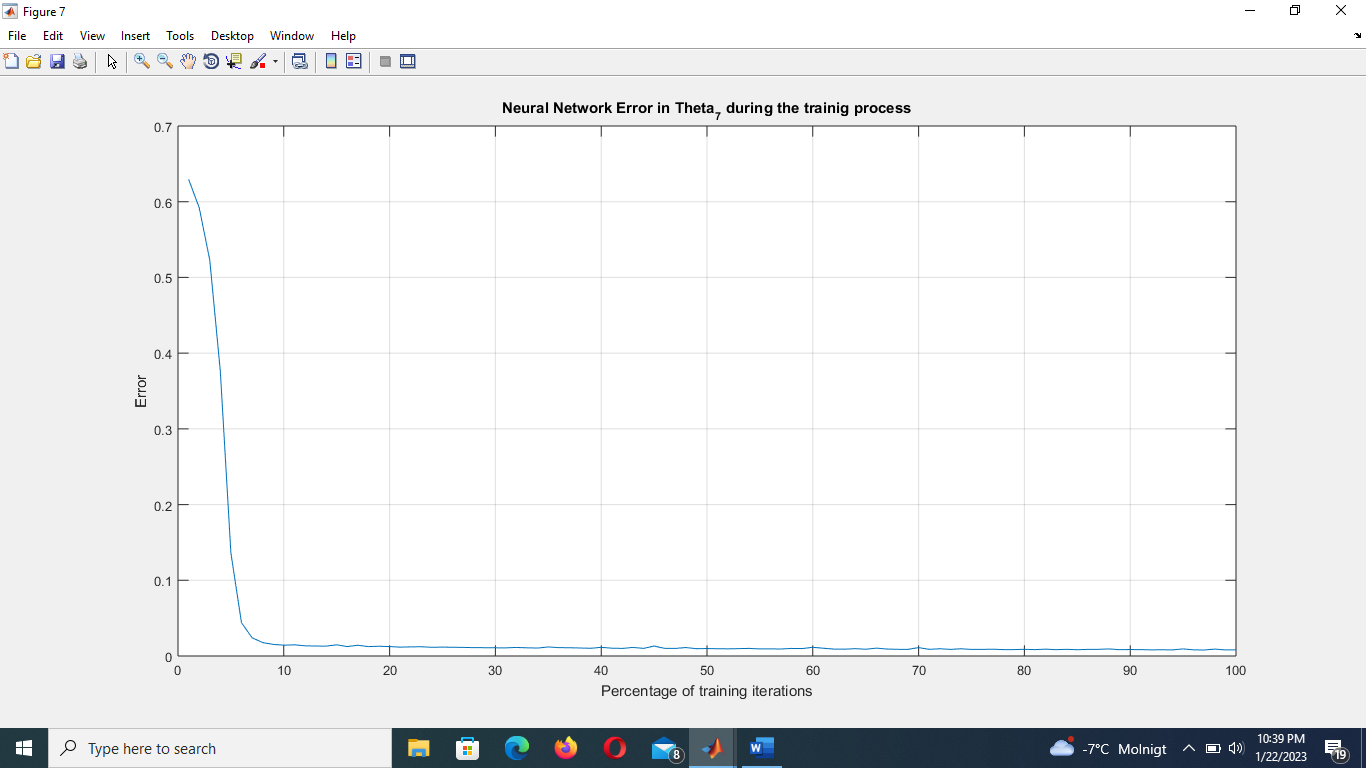 Figure 7
File Edit View Insert Tools Desktop Window Help
Neural Network Error in Theta7 during the trainig process
0.7
0.6
0.5
0.4
0.3
0.2
0.1
0
Error
0 10 20 30 40 50 60 70 80 90 100
Percentage of training iterations
Type here to search
8
-7°C Molnigt
10:39 PM
1/22/2023
19